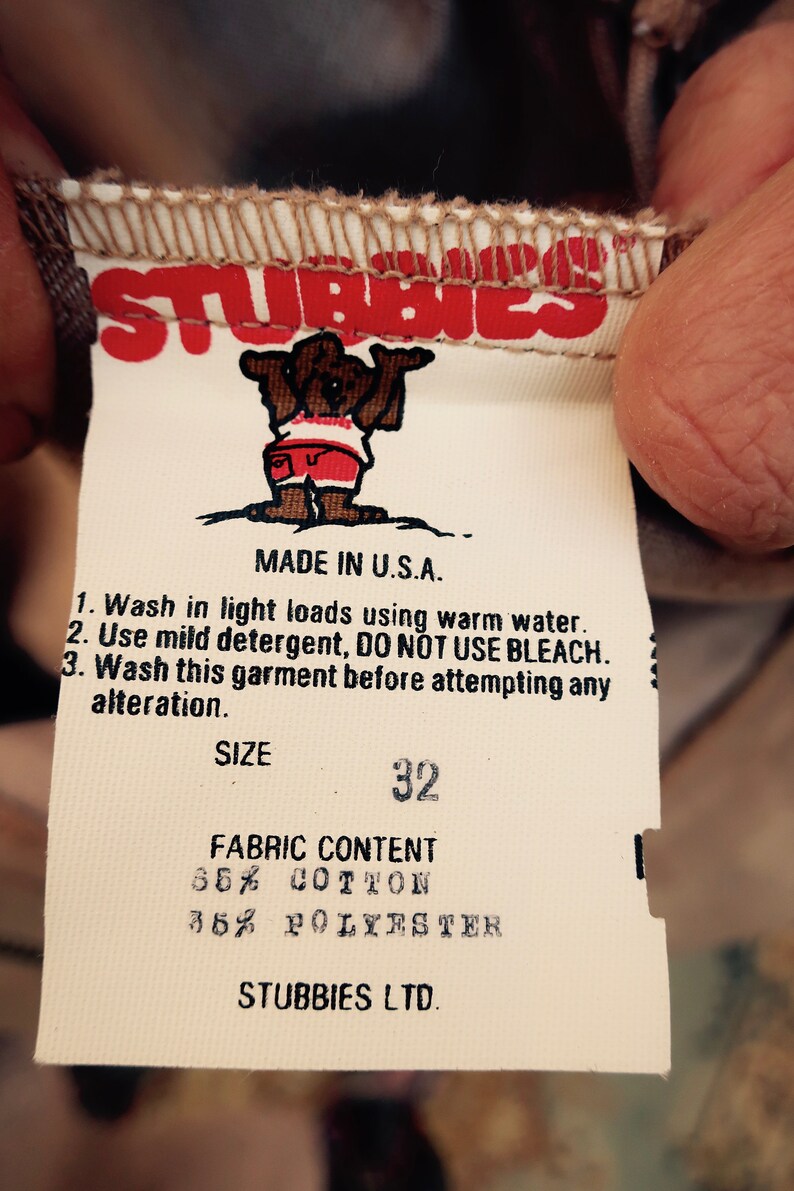 STUBBIES
MADE IN U.S.A.
1. Wash in light loads using warm water.
2. Use mild detergent, DO NOT USE BLEACH.
3. Wash this garment before attempting any
alteration.
SIZE
32
FABRIC CONTENT
65% COTTON
35% POLYESTER
STUBBIES LTD.